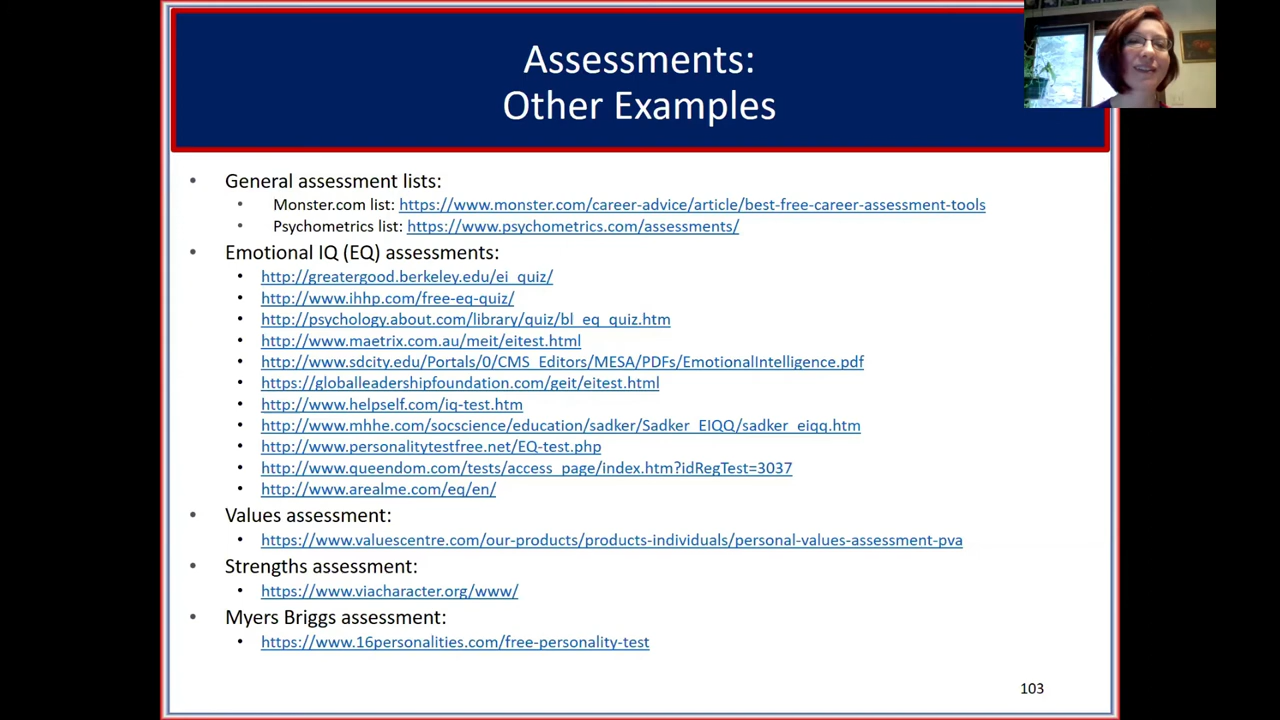 Assessments:
Other Examples
• General assessment lists:
• Monster.com list: https://www.monster.com/career-advice/article/best-free-career-assessment-tools
• Psychometrics list: https://www.psychometrics.com/assessments/
• Emotional IQ (EQ) assessments:
• http://greatergood.berkeley.edu/ei_quiz/
• http://www.ihhp.com/free-eq-quiz/
• http://psychology.about.com/library/quiz/bl_eq_quiz.htm
• http://www.maetrix.com.au/meit/eitest.html
• http://www.sdcity.edu/Portals/0/CMS_Editors/MESA/PDFs/EmotionalIntelligence.pdf
• https://globalleadershipfoundation.com/geit/eitest.html
• http://www.helpself.com/iq-test.htm
• http://www.mhhe.com/socscience/education/sadker/Sadker_EIQQ/sadker_eiqq.htm
• http://www.personalitytestfree.net/EQ-test.php
• http://www.queendom.com/tests/access_page/index.htm?idRegTest=3037
• http://www.arealme.com/eq/en/
• Values assessment:
• https://www.valuescentre.com/our-products/products-individuals/personal-values-assessment-pva
• Strengths assessment:
• https://www.viacharacter.org/www/
• Myers Briggs assessment:
• https://www.16personalities.com/free-personality-test
103